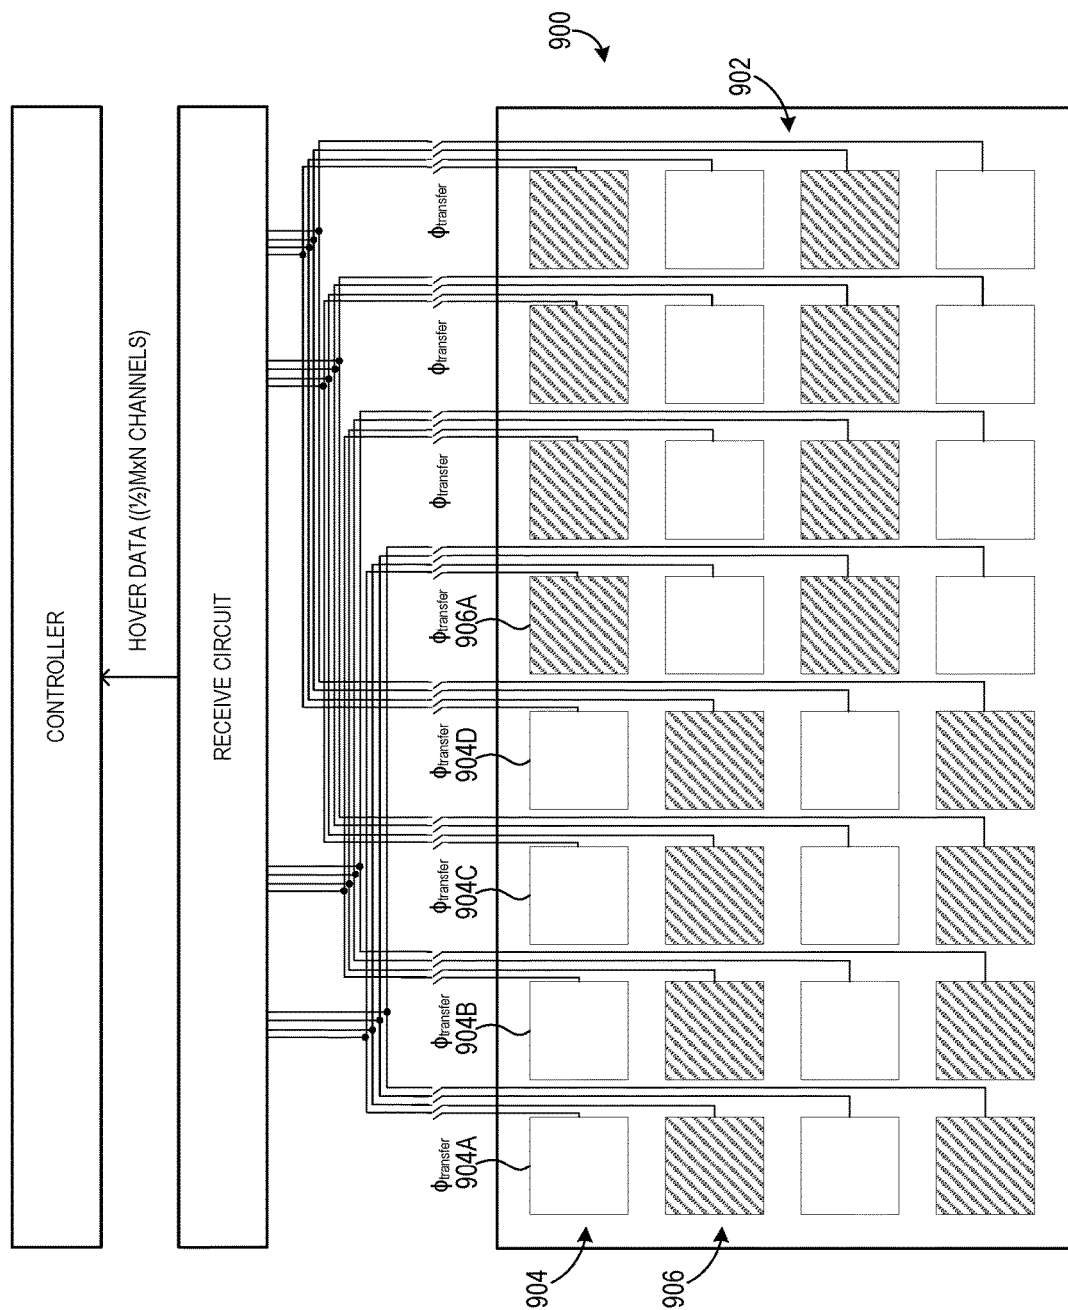 CONTROLLER
HOVER DATA ((½)MxN CHANNELS)
RECEIVE CIRCUIT
900
902
Φtransfer
Φtransfer
Φtransfer
Φtransfer
906A
Φtransfer
904D
Φtransfer
904C
Φtransfer
904B
Φtransfer
904A
904
906